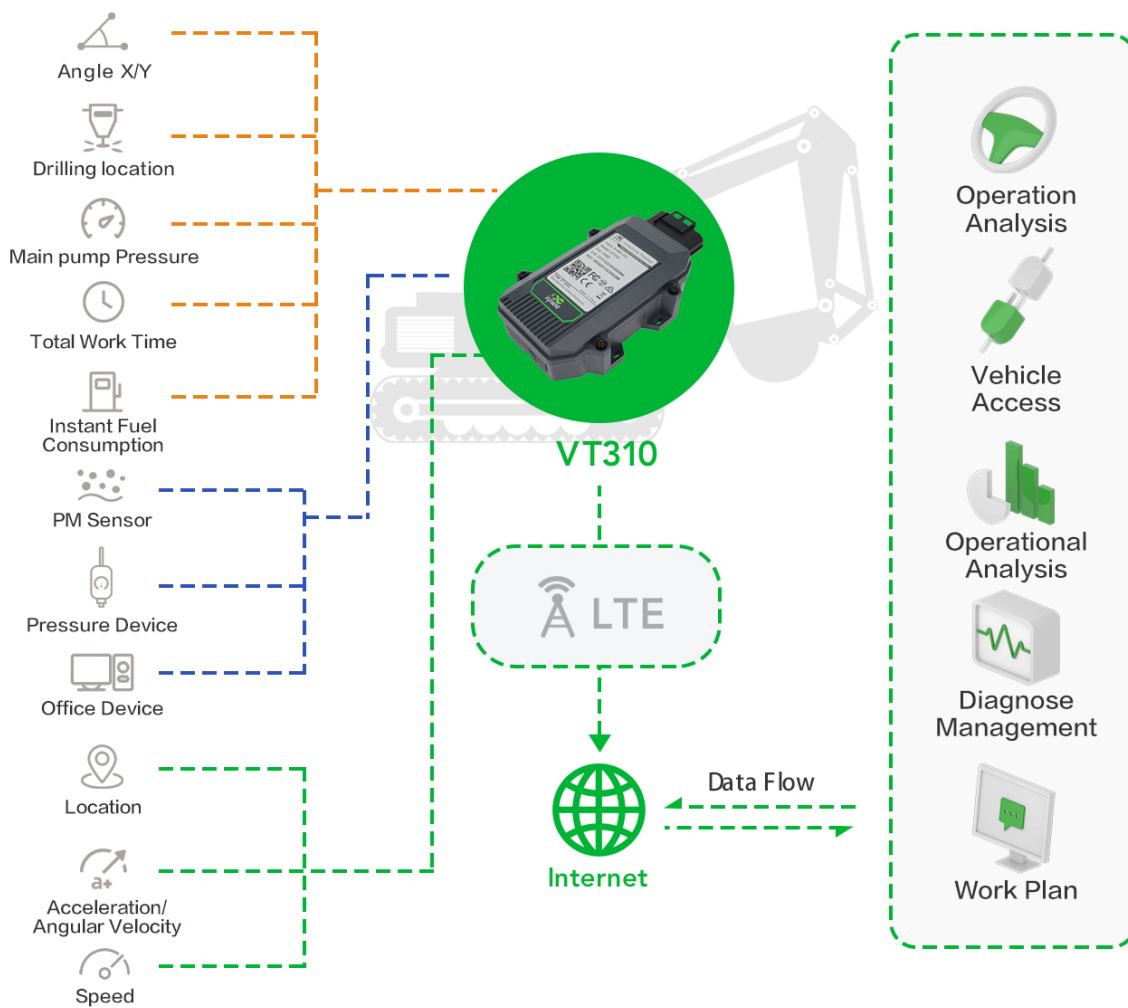 Angle X/Y
Drilling location
Main pump Pressure
Total Work Time
Instant Fuel
Consumption
PM Sensor
Pressure Device
Office Device
Location
a+
Acceleration/
Angular Velocity
Speed
VT310
LTE
Internet
Data Flow
Operation
Analysis
Vehicle
Access
Operational
Analysis
Diagnose
Management
Work Plan